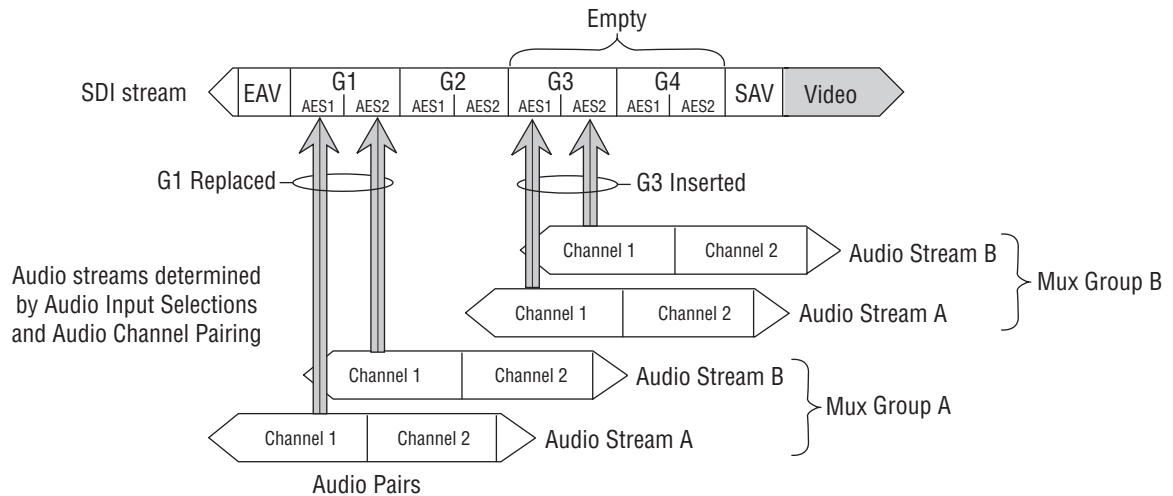 Empty
SDI stream
EAV
G1
G2
G3
G4
SAV
Video
AES1
AES2
AES1
AES2
AES1
AES2
AES1
AES2
G1 Replaced
G3 Inserted
Channel 1
Channel 2
Audio Stream B
Mux Group B
Channel 1
Channel 2
Audio Stream A
Audio streams determined
by Audio Input Selections
and Audio Channel Pairing
Channel 1
Channel 2
Audio Stream B
Mux Group A
Channel 1
Channel 2
Audio Stream A
Audio Pairs